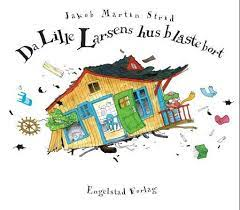 Jakob Martin Strid
Da Lille Larsens hus blæste bort
Engelstad Forlag